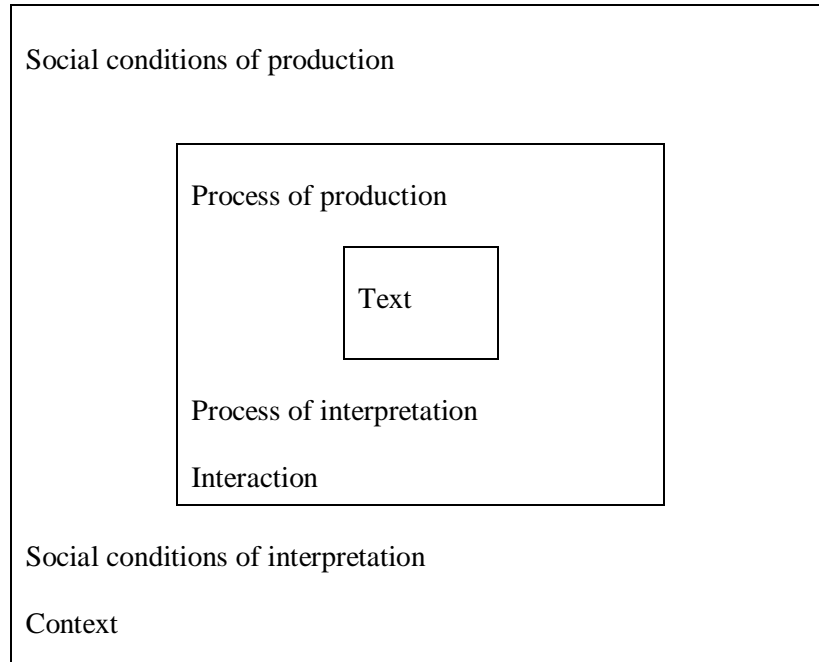 Social conditions of production
Process of production
Text
Process of interpretation
Interaction
Social conditions of interpretation
Context